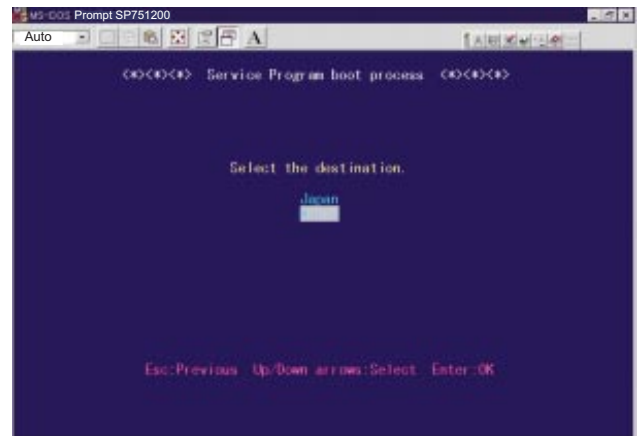 MS-DOS Prompt SP751200
Auto
A
<*><*><*> Service Program boot process <*><*><*>
Select the destination.
Japan
Esc:Previous Up/Down arrows:Select Enter:OK